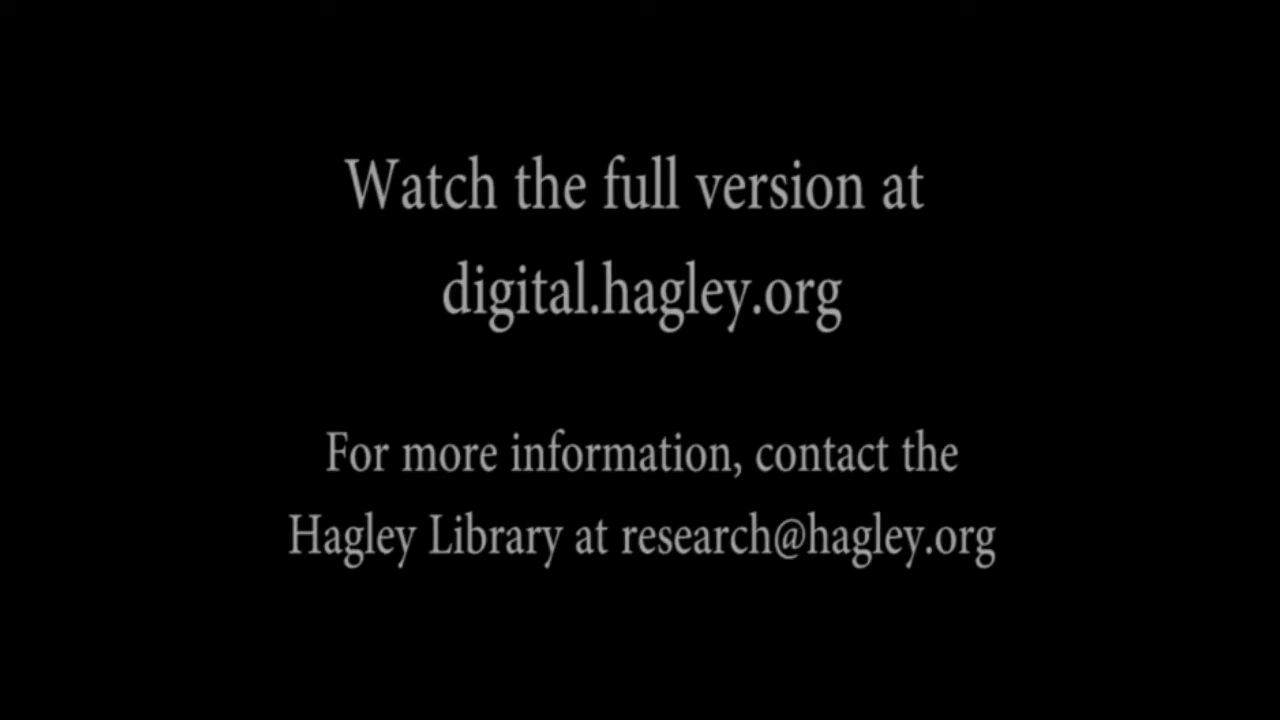 Watch the full version at
digital.hagley.org
For more information, contact the
Hagley Library at research@hagley.org